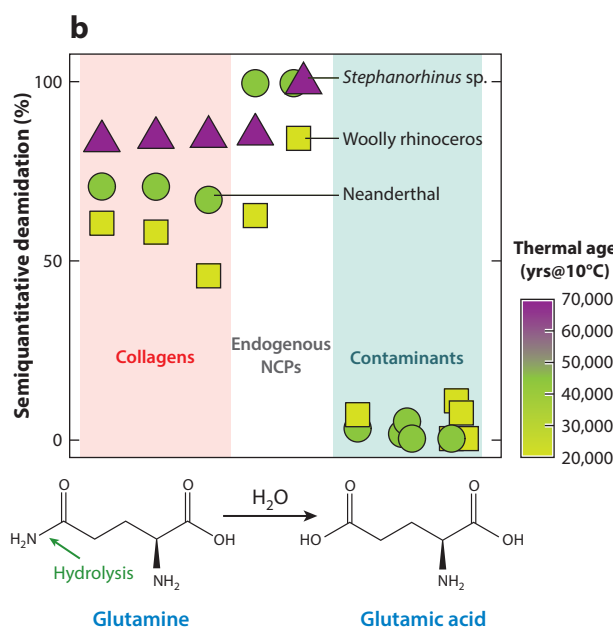 b
Semiquantitative deamidation (%)
100
50
0
Stephanorhinus sp.
Woolly rhinoceros
Neanderthal
Collagens
Endogenous
NCPs
Contaminants
Thermal age
(yrs@10°C)
70,000
60,000
50,000
40,000
30,000
20,000
O
O
H₂N
OH
NH₂
Hydrolysis
H₂O
O
O
HO
OH
NH₂
Glutamine
Glutamic acid